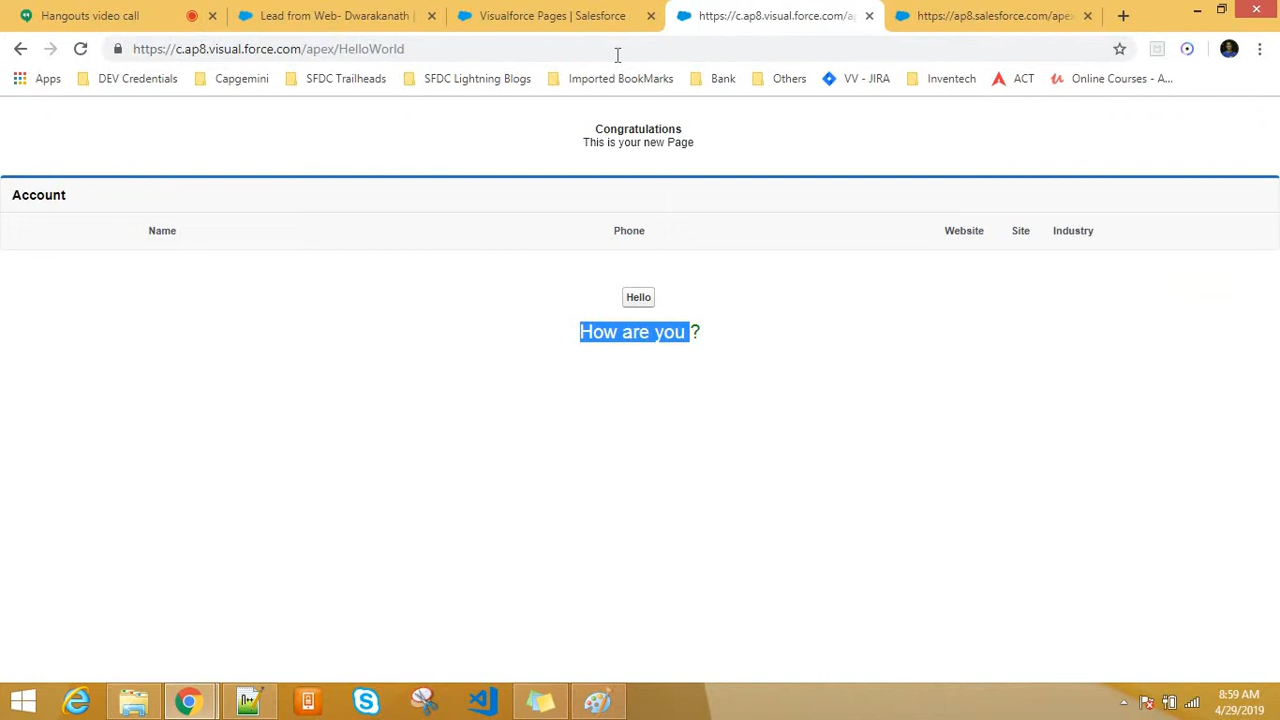 Hangouts video call
Lead from Web- Dwarakanath |
Visualforce Pages | Salesforce
https://c.ap8.visual.force.com/ap
https://ap8.salesforce.com/apex
https://c.ap8.visual.force.com/apex/HelloWorld
Apps
DEV Credentials
Capgemini
SFDC Trailheads
SFDC Lightning Blogs
Imported BookMarks
Bank
Others
VV - JIRA
Inventech
ACT
Online Courses - A...
Congratulations
This is your new Page
Account
Name Phone Website Site Industry
Hello
How are you ?
8:59 AM
4/29/2019